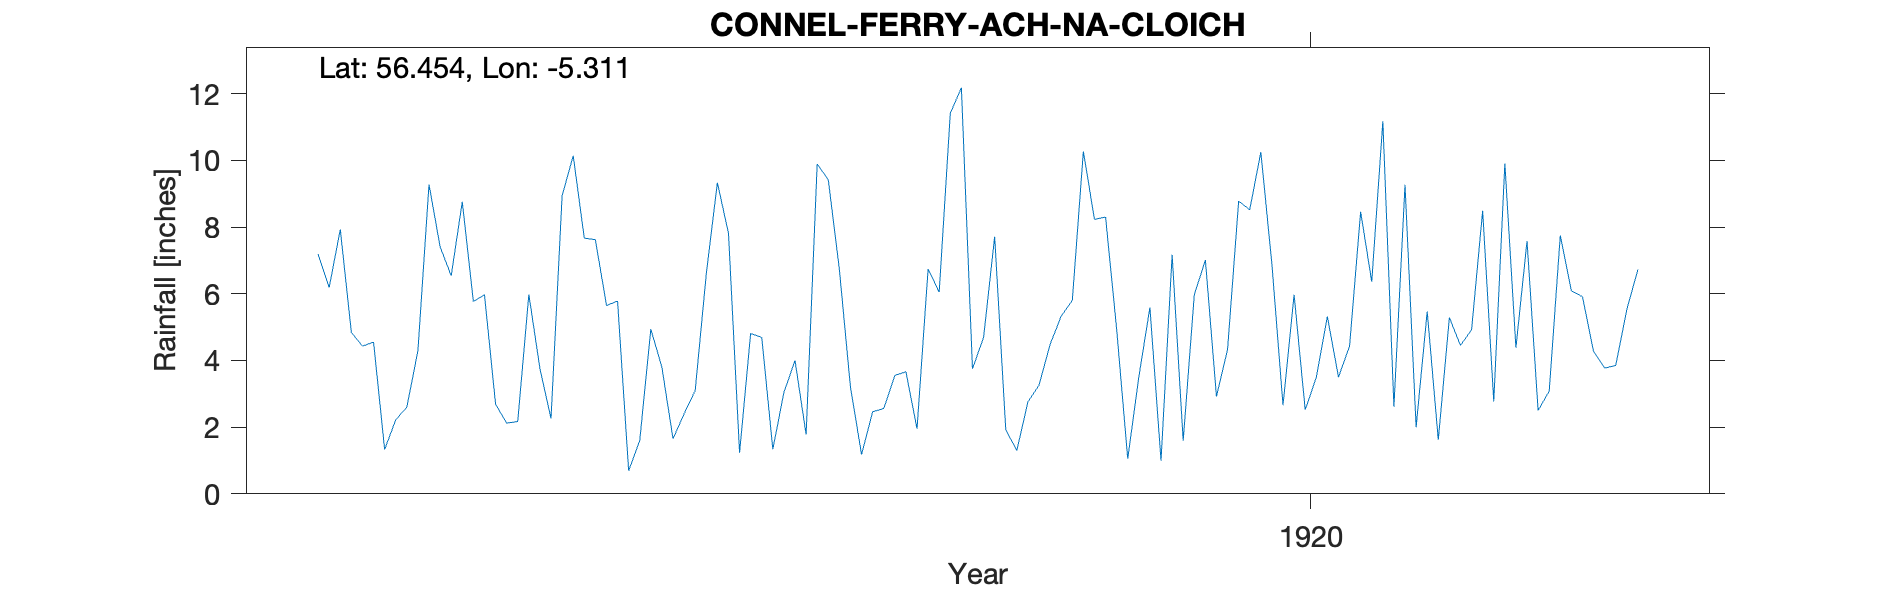 CONNEL-FERRY-ACH-NA-CLOICH
Lat: 56.454, Lon: -5.311
12
10
8
6
4
2
0
Rainfall [inches]
1920
Year